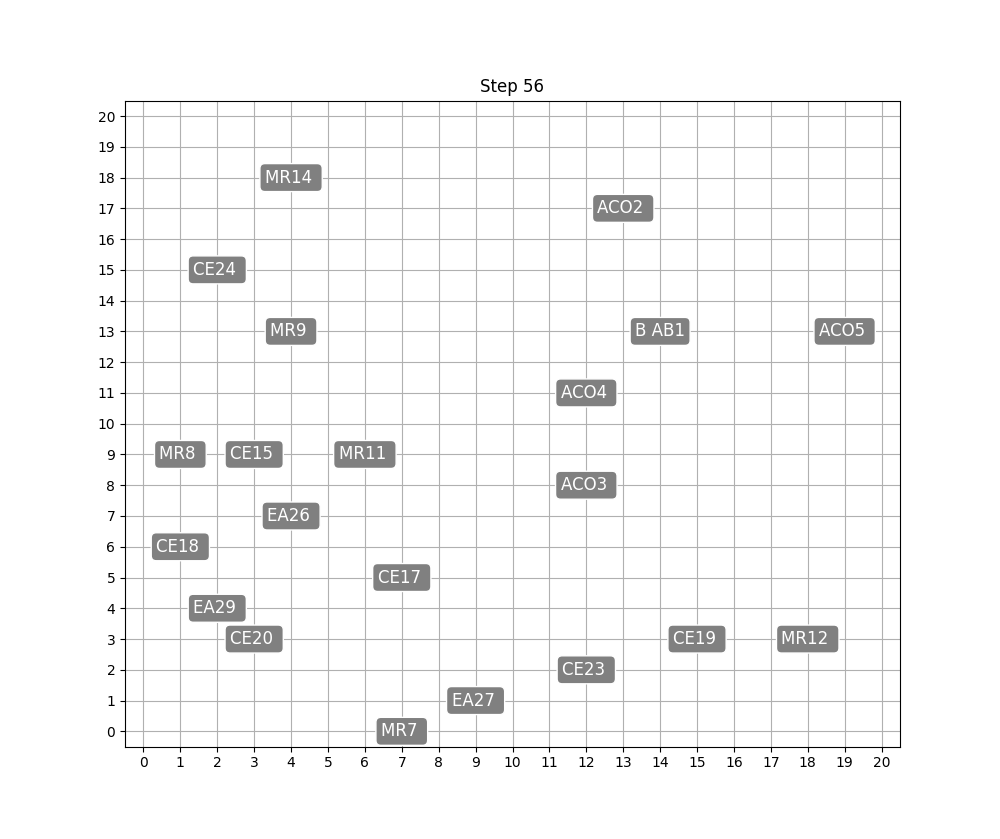 Step 56
20
19
18 MR14
17 ACO2
16
15 CE24
14
13 MR9 B AB1 ACO5
12
11 ACO4
10
9 MR8 CE15 MR11
8 ACO3
7 EA26
6 CE18
5 CE17
4 EA29
3 CE20 CE19 MR12
2 CE23
1 EA27
0 MR7
0 1 2 3 4 5 6 7 8 9 10 11 12 13 14 15 16 17 18 19 20